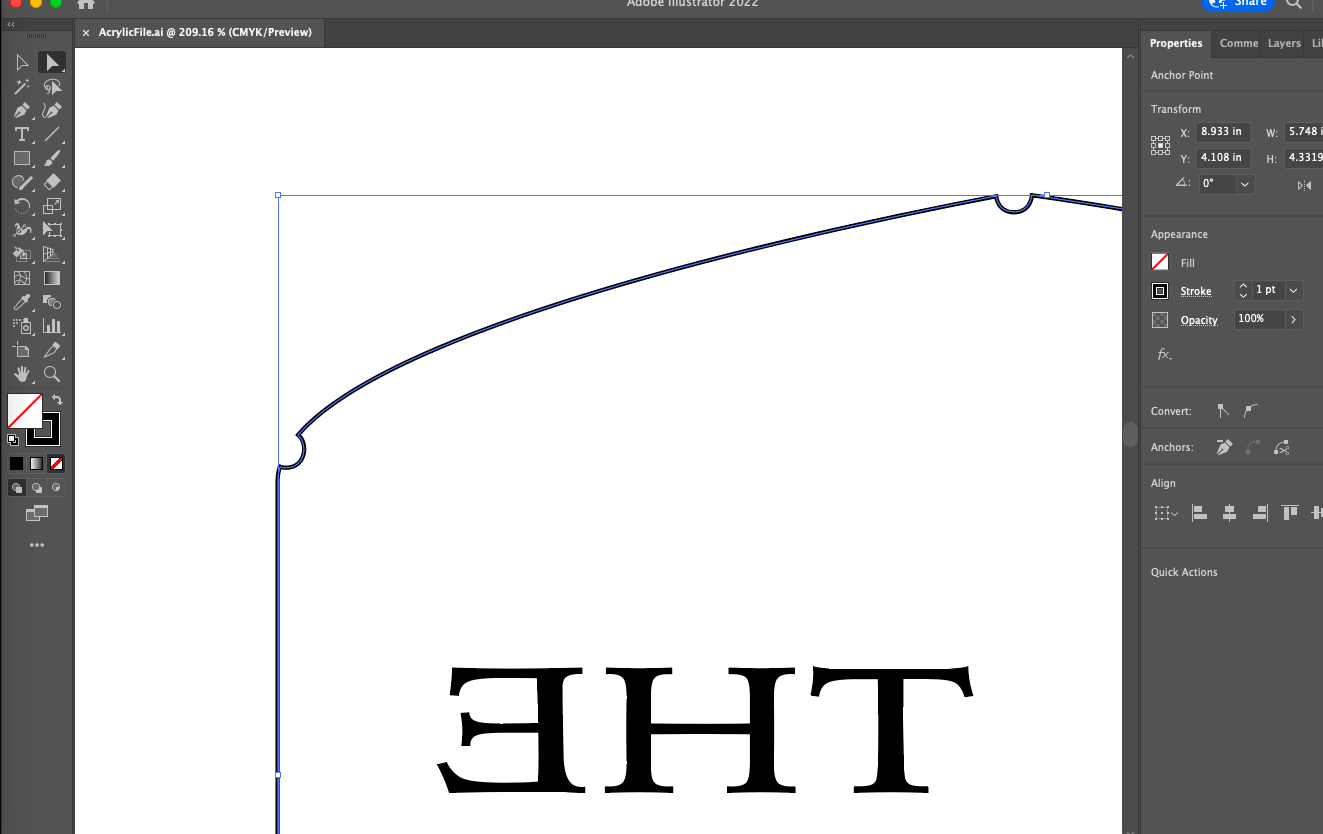 Adobe Illustrator 2022
Share
AcrylicFile.ai @ 209.16 % (CMYK/Preview)
Properties
Comme
Layers
Li
Anchor Point
Transform
X: 8.933 in
W: 5.748 i
Y: 4.108 in
H: 4.3319
0°
Appearance
Fill
Stroke
1 pt
Opacity
100%
fx.
Convert:
Anchors:
Align
Quick Actions
THE